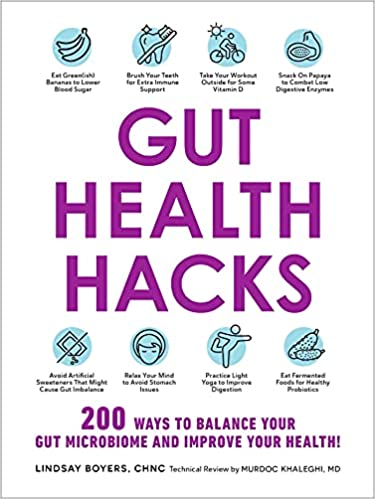 Eat Green(ish)
Bananas to Lower
Blood Sugar
Brush Your Teeth
for Extra Immune
Support
Take Your Workout
Outside for Some
Vitamin D
Snack On Papaya
to Combat Low
Digestive Enzymes
GUT
HEALTH
HACKS
Avoid Artificial
Sweeteners That Might
Cause Gut Imbalance
Relax Your Mind
to Avoid Stomach
Issues
Practice Light
Yoga to Improve
Digestion
Eat Fermented
Foods for Healthy
Probiotics
200 WAYS TO BALANCE YOUR
GUT MICROBIOME AND IMPROVE YOUR HEALTH!
LINDSAY BOYERS, CHNC Technical Review by MURDOC KHALEGHI, MD